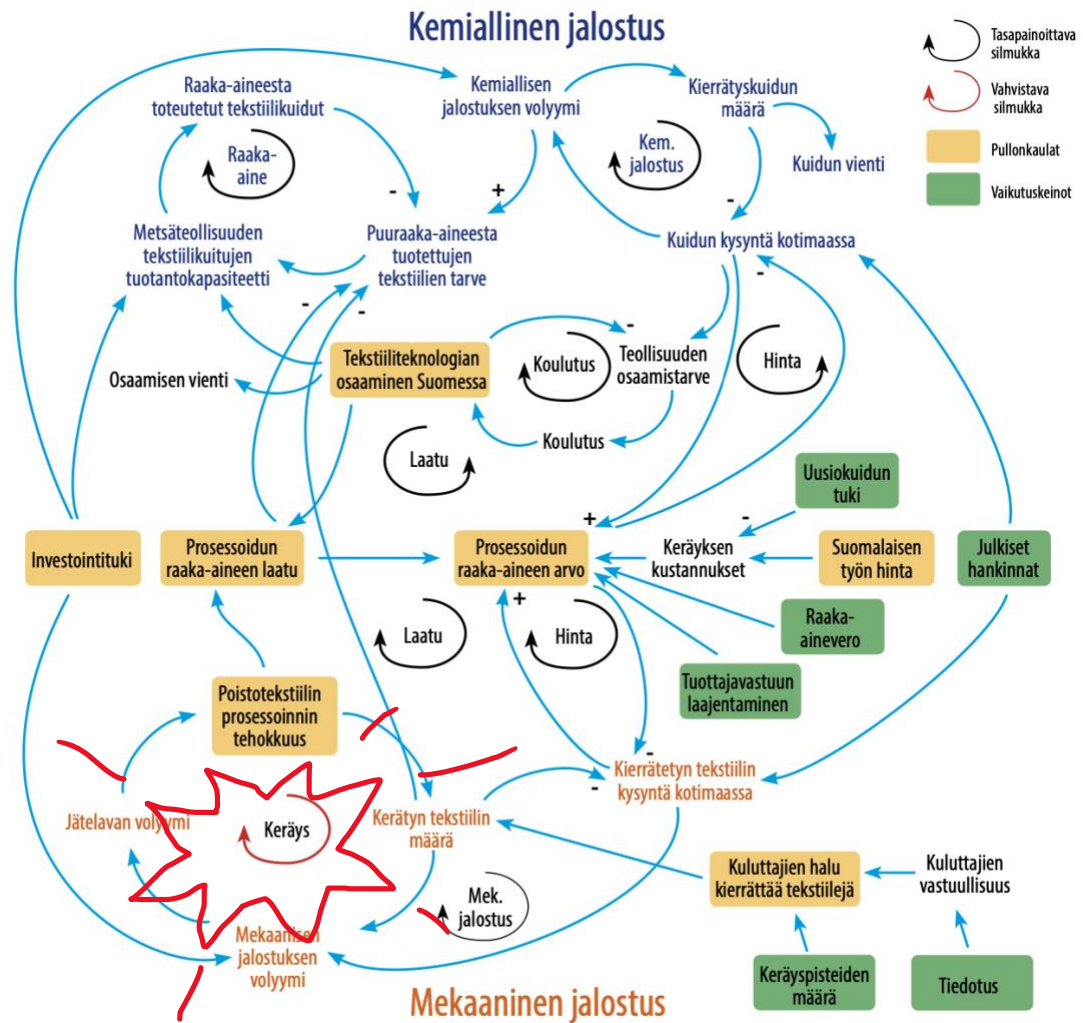 Kemiallinen jalostus
Tasapainoittava
silmukka
Vahvistava
silmukka
Pullonkaulat
Vaikutuskeinot
Raaka-aineesta
toteutetut tekstiilikuidut
Kemiallisen
jalostuksen volyymi
Kierrätyskuidun
määrä
Raaka-
aine
Kem.
jalostus
Kuidun vienti
-
+
-
Metsäteollisuuden
tekstiilikuitujen
tuotantokapasiteetti
Puuraaka-aineesta
tuotettujen
tekstiilien tarve
Kuidun kysyntä kotimaassa
-
-
-
-
Tekstiiliteknologian
osaaminen Suomessa
Koulutus
Teollisuuden
osaamistarve
Hinta
Osaamisen vienti
Koulutus
Laatu
Uusiokuidun
tuki
+
-
Investointituki
Prosessoidun
raaka-aineen laatu
Prosessoidun
raaka-aineen arvo
Keräyksen
kustannukset
Suomalaisen
työn hinta
Julkiset
hankinnat
+
Laatu
Hinta
Raaka-
ainevero
Tuottajavastuun
laajentaminen
Poistotekstiilin
prosessoinnin
tehokkuus
-
Kierrätetyn tekstiilin
kysyntä kotimaassa
-
Jätelavan volyymi
Keräys
Kerätyn tekstiilin
määrä
Kuluttajien halu
kierrättää tekstiilejä
Kuluttajien
vastuullisuus
Mek.
jalostus
Mekaanisen
jalostuksen
volyymi
Keräyspisteiden
määrä
Tiedotus
Mekaaninen jalostus